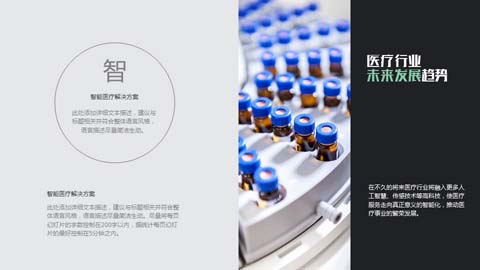 智
智能医疗解决方案
此处添加详细文本描述，建议与
标题相关并符合整体语言风格，
语言描述尽量简洁生动。
智能医疗解决方案
此处添加详细文本描述，建议与标题相关并符合整
体语言风格，语言描述尽量简洁生动。尽量将每页
幻灯片的字数控制在200字以内，据统计每页幻灯
片的最好控制在5分钟之内。
医疗行业
未来发展趋势
在不久的将来医疗行业将融入更多人
工智慧、传感技术等高科技，使医疗
服务走向真正意义的智能化，推动医
疗事业的繁荣发展。